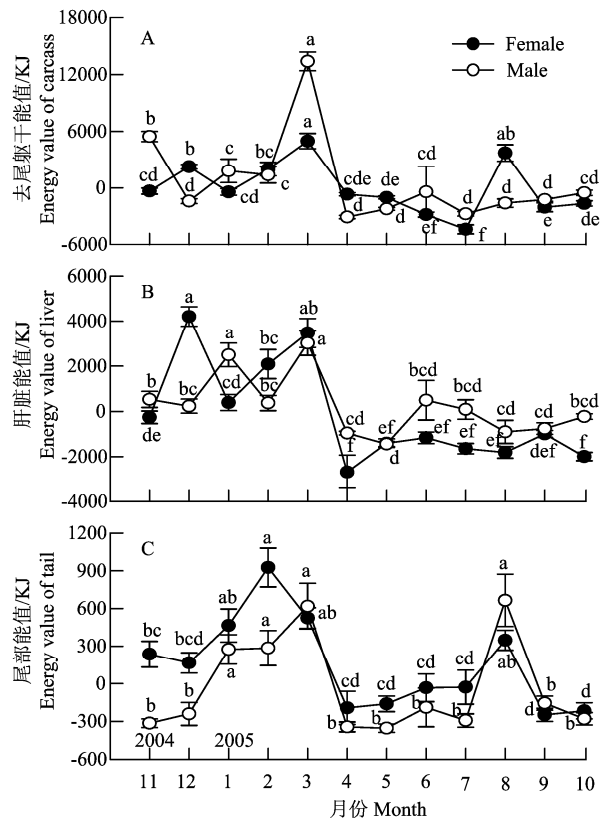 去尾躯干能值/KJ
Energy value of carcass
18000
12000
6000
0
-6000
A
Female
Male
b
cd
b
d
c
cd
bc
c
a
a
cde
d
de
d
cd
ef
d
f
ab
d
d
e
d
de
肝脏能值/KJ
Energy value of liver
6000
4000
2000
0
-2000
-4000
B
b
de
a
bc
a
cd
bc
bc
ab
a
cd
f
ef
d
bcd
ef
bcd
ef
cd
ef
cd
def
bcd
f
尾部能值/KJ
Energy value of tail
1200
900
600
300
0
-300
-600
C
bc
b
bcd
b
ab
a
a
a
a
ab
cd
b
cd
b
cd
b
cd
b
a
ab
b
d
d
b
2004 2005
11 12 1 2 3 4 5 6 7 8 9 10
月份 Month